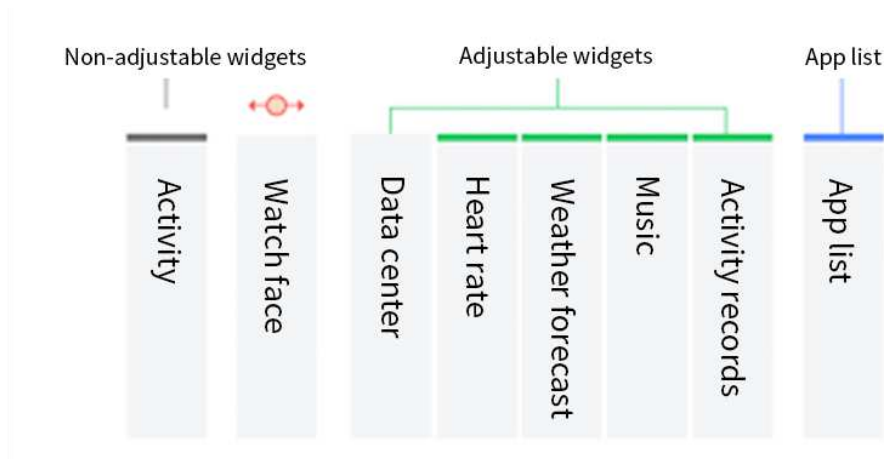 Non-adjustable widgets
Adjustable widgets
App list
Activity
Watch face
Data center
Heart rate
Weather forecast
Music
Activity records
App list